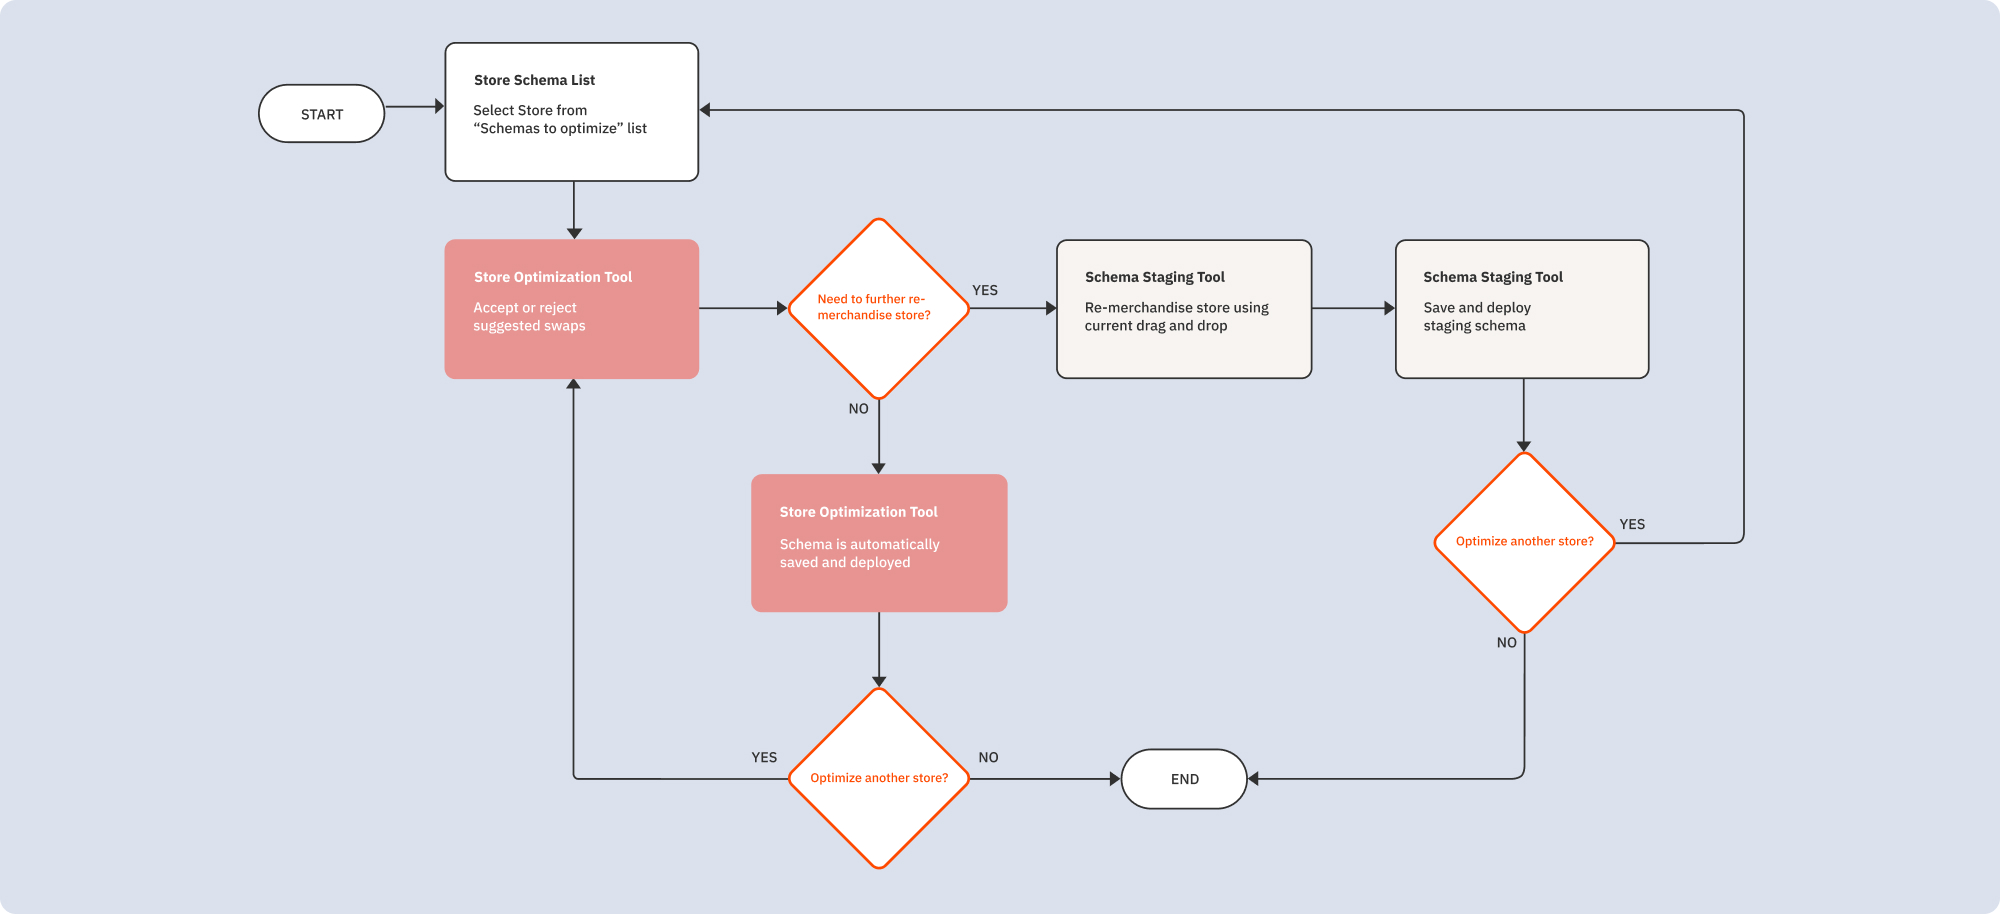 START
Store Schema List
Select Store from
“Schemas to optimize” list
Store Optimization Tool
Accept or reject
suggested swaps
Need to further re-
merchandise store?
YES
NO
Schema Staging Tool
Re-merchandise store using
current drag and drop
Schema Staging Tool
Save and deploy
staging schema
Store Optimization Tool
Schema is automatically
saved and deployed
Optimize another store?
YES
NO
Optimize another store?
YES
NO
END